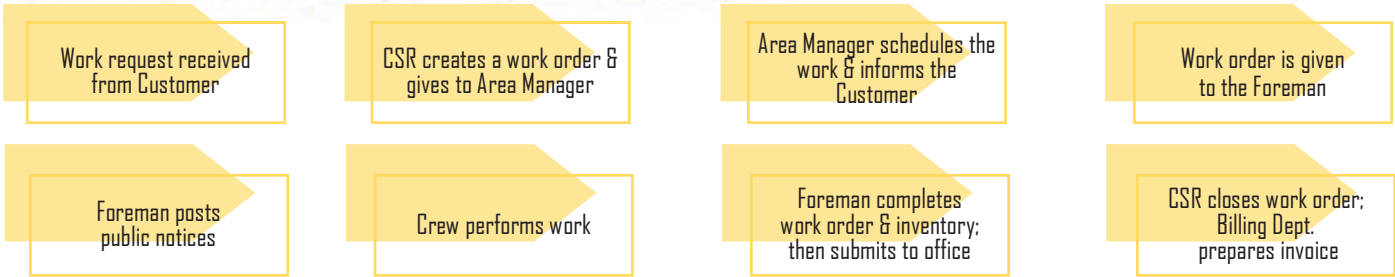 Work request received
from Customer
CSR creates a work order &
gives to Area Manager
Area Manager schedules the
work & informs the
Customer
Work order is given
to the Foreman
Foreman posts
public notices
Crew performs work
Foreman completes
work order & inventory;
then submits to office
CSR closes work order;
Billing Dept.
prepares invoice